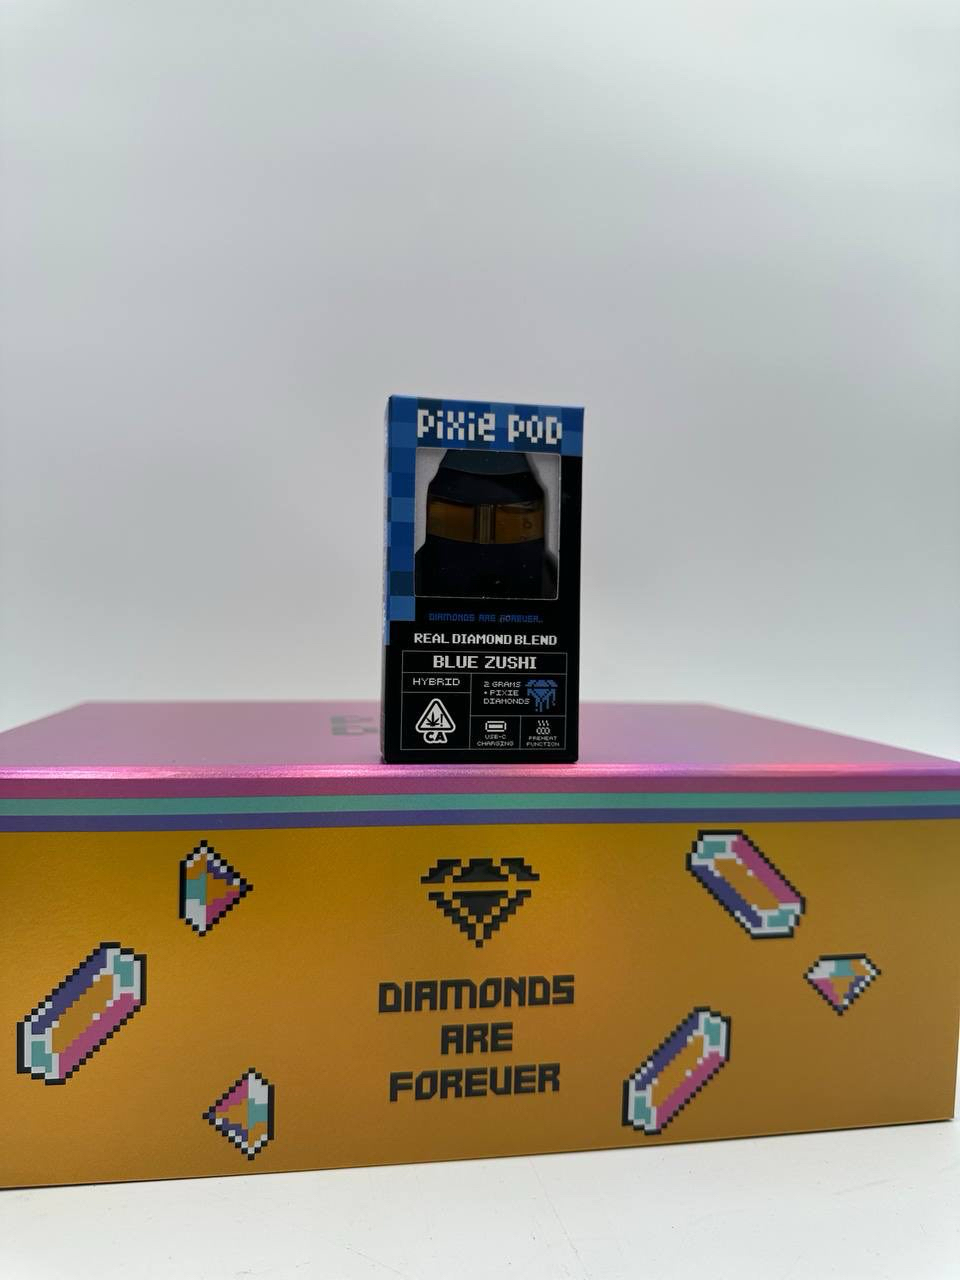 PiXie POD
DIAMONDS ARE FOREVER..
REAL DIAMOND BLEND
BLUE ZUSHI
HYBRID
2 GRAMS
+ PIXIE
DIAMONDS
CA
USB-C
CHARGING
PREHEAT
FUNCTION
DIAMONDS
ARE
FOREVER